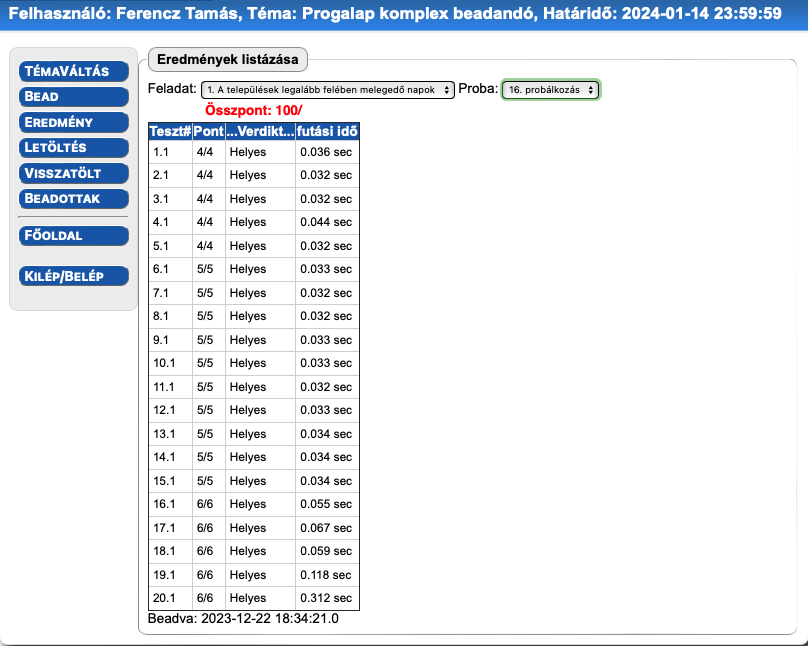 Felhasználó: Ferencz Tamás, Téma: Progalap komplex beadandó, Határidő: 2024-01-14 23:59:59
TÉMAVÁLTÁS
BEAD
EREDMÉNY
LETÖLTÉS
VISSZATÖLT
BEADOTTAK
FŐOLDAL
KILÉP/BELÉP
Eredmények listázása
Feladat: 1. A települések legalább felében melegedő napok Proba: 16. probálkozás
Összpont: 100/
Teszt# Pont ...Verdikt... futási idő
1.1 4/4 Helyes 0.036 sec
2.1 4/4 Helyes 0.032 sec
3.1 4/4 Helyes 0.032 sec
4.1 4/4 Helyes 0.044 sec
5.1 4/4 Helyes 0.032 sec
6.1 5/5 Helyes 0.033 sec
7.1 5/5 Helyes 0.032 sec
8.1 5/5 Helyes 0.032 sec
9.1 5/5 Helyes 0.033 sec
10.1 5/5 Helyes 0.033 sec
11.1 5/5 Helyes 0.032 sec
12.1 5/5 Helyes 0.033 sec
13.1 5/5 Helyes 0.034 sec
14.1 5/5 Helyes 0.034 sec
15.1 5/5 Helyes 0.034 sec
16.1 6/6 Helyes 0.055 sec
17.1 6/6 Helyes 0.067 sec
18.1 6/6 Helyes 0.059 sec
19.1 6/6 Helyes 0.118 sec
20.1 6/6 Helyes 0.312 sec
Beadva: 2023-12-22 18:34:21.0